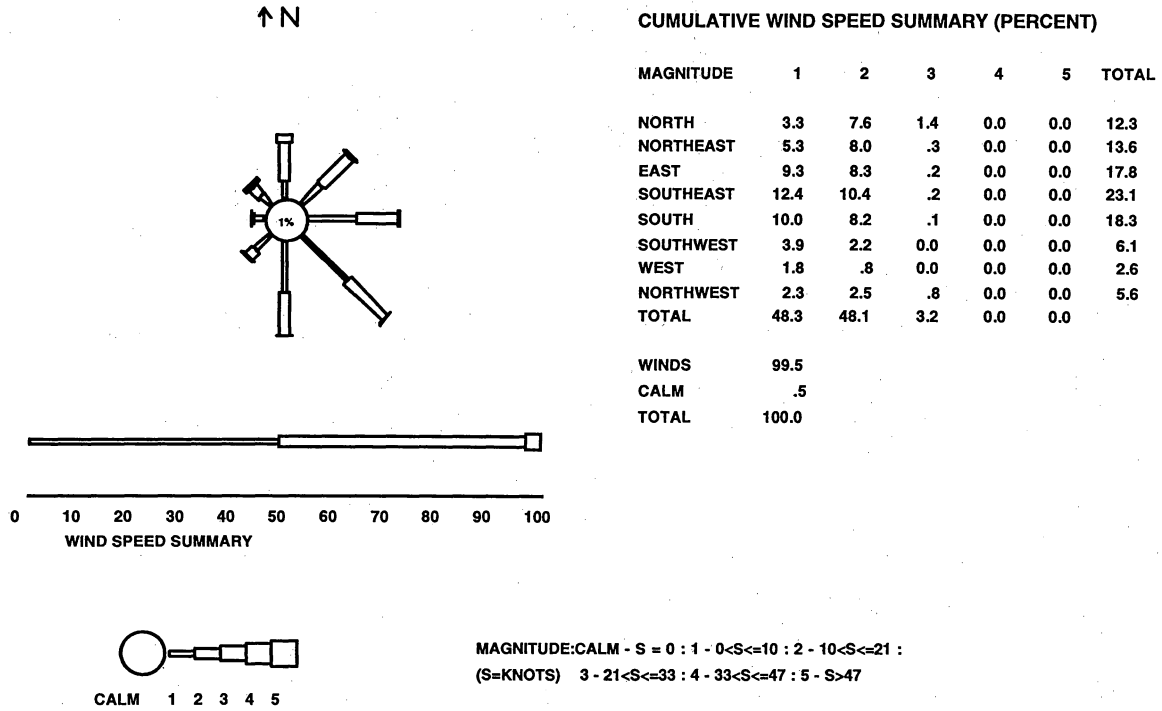 ↑ N
1%
0 10 20 30 40 50 60 70 80 90 100
WIND SPEED SUMMARY
CALM 1 2 3 4 5
CUMULATIVE WIND SPEED SUMMARY (PERCENT)
MAGNITUDE 1 2 3 4 5 TOTAL
NORTH 3.3 7.6 1.4 0.0 0.0 12.3
NORTHEAST 5.3 8.0 .3 0.0 0.0 13.6
EAST 9.3 8.3 .2 0.0 0.0 17.8
SOUTHEAST 12.4 10.4 .2 0.0 0.0 23.1
SOUTH 10.0 8.2 .1 0.0 0.0 18.3
SOUTHWEST 3.9 2.2 0.0 0.0 0.0 6.1
WEST 1.8 .8 0.0 0.0 0.0 2.6
NORTHWEST 2.3 2.5 .8 0.0 0.0 5.6
TOTAL 48.3 48.1 3.2 0.0 0.0
WINDS 99.5
CALM .5
TOTAL 100.0
MAGNITUDE:CALM - S = 0 : 1 - 0<S<=10 : 2 - 10<S<=21 :
(S=KNOTS) 3 - 21<S<=33 : 4 - 33<S<=47 : 5 - S>47